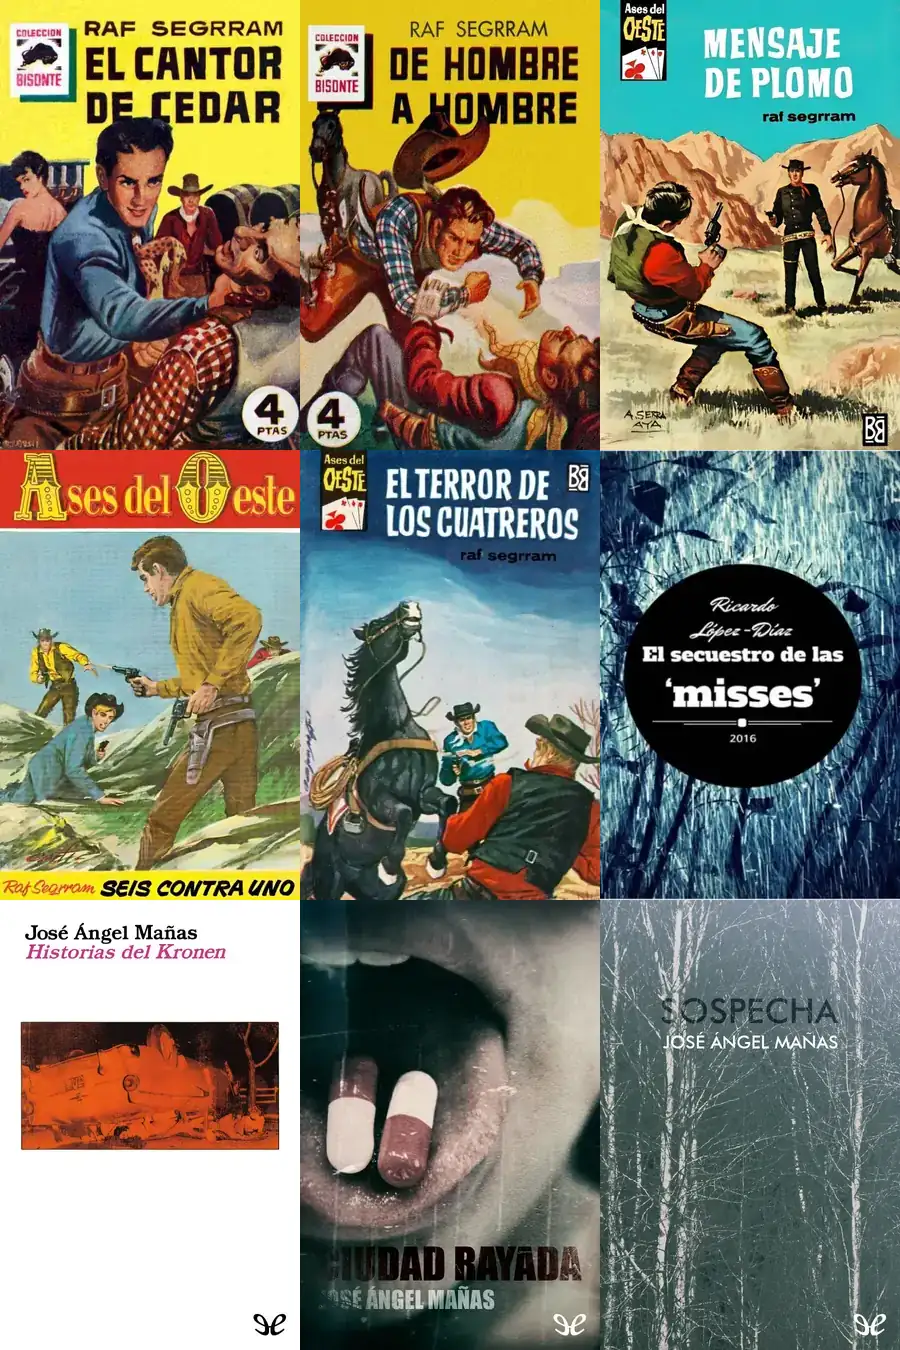 COLECCION
BISONTE
RAF SEGRRAM
EL CANTOR
DE CEDAR
4
PTAS
COLECCION
BISONTE
RAF SEGRRAM
DE HOMBRE
A HOMBRE
4
PTAS
Ases del
OESTE
MENSAJE
DE PLOMO
raf segrram
A. SERRA
AYA
BB
Ases del Oeste
Raf Segrram SEIS CONTRA UNO
Ases del
OESTE
BB
EL TERROR DE
LOS CUATREROS
raf segrram
Ricardo
López-Díaz
El secuestro de las
'misses'
2016
José Ángel Mañas
Historias del Kronen
CIUDAD RAYADA
JOSÉ ÁNGEL MAÑAS
SOSPECHA
JOSÉ ÁNGEL MAÑAS